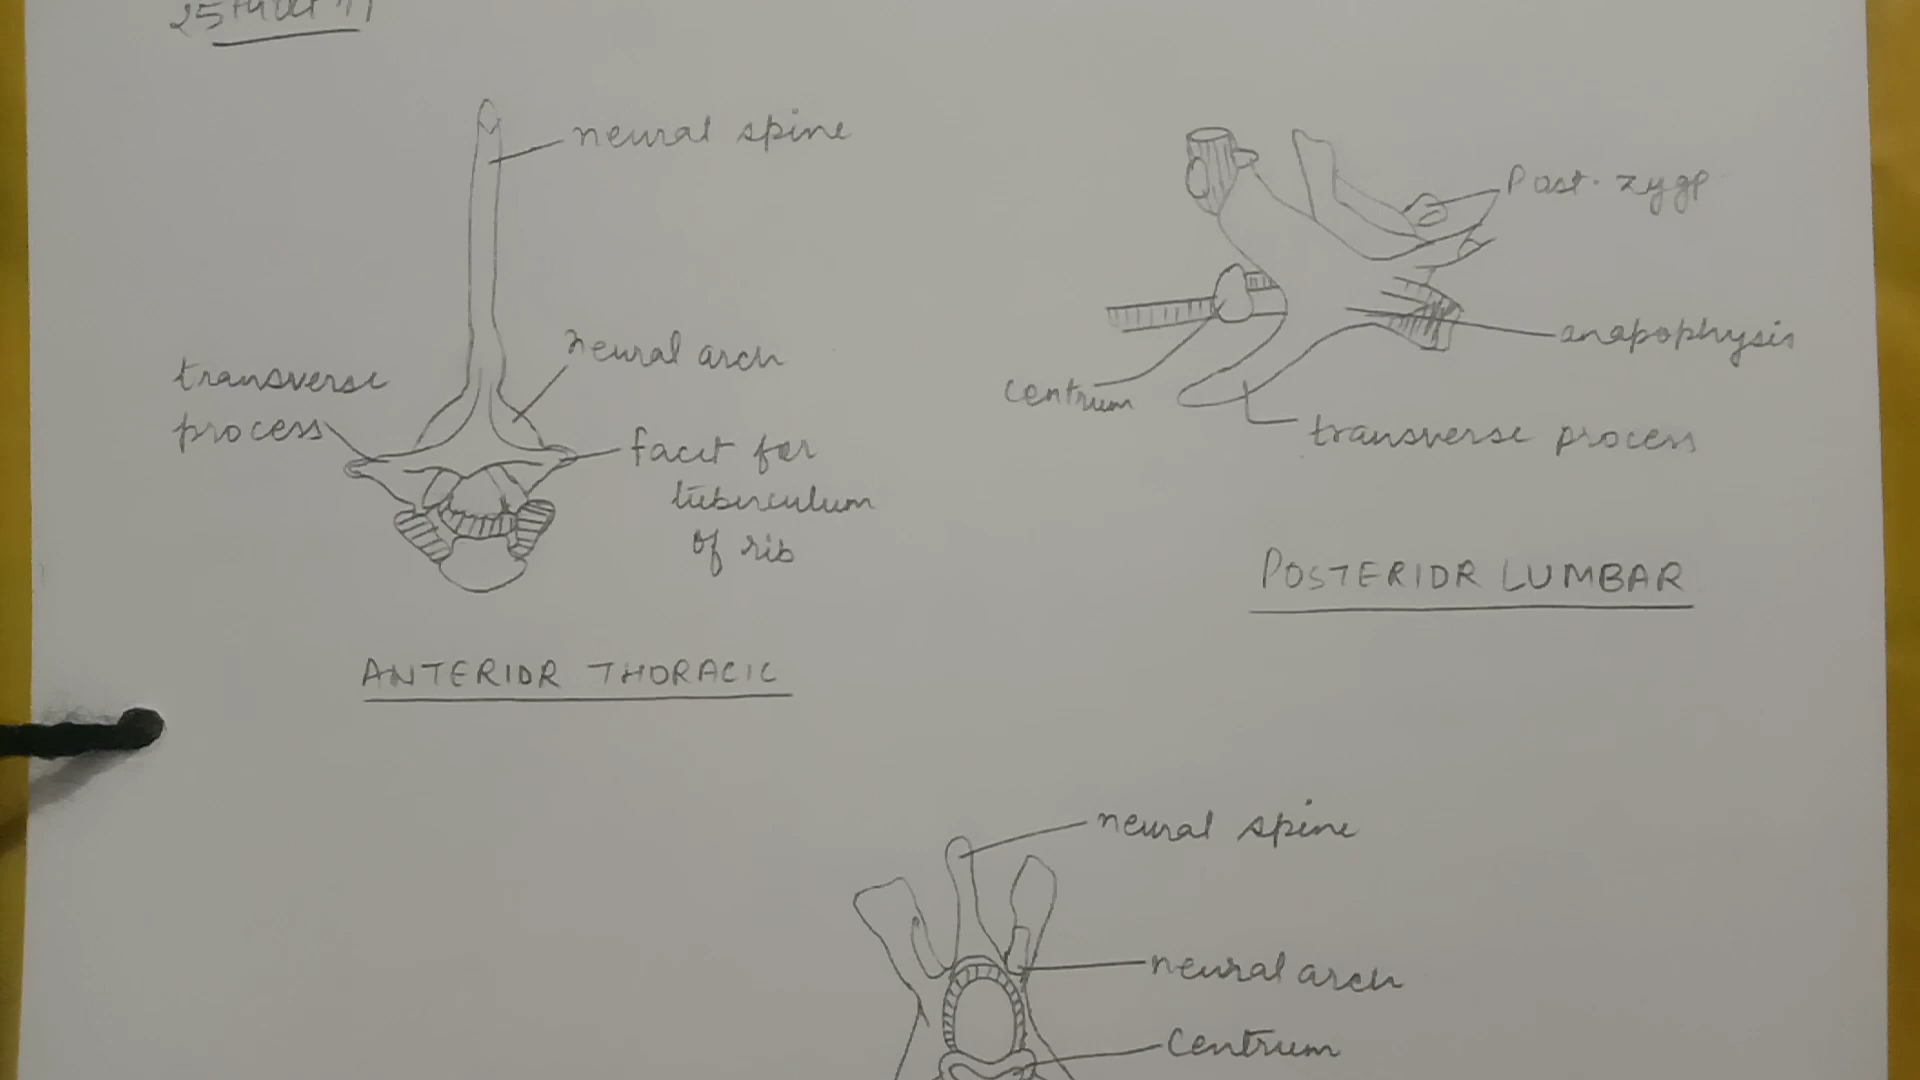 neural spine
neural arch
transverse
process
facet for
tuberculum
of rib
ANTERIOR THORACIC
Post. zygp
anapophysis
centrum
transverse process
POSTERIOR LUMBAR
neural spine
neural arch
Centrum